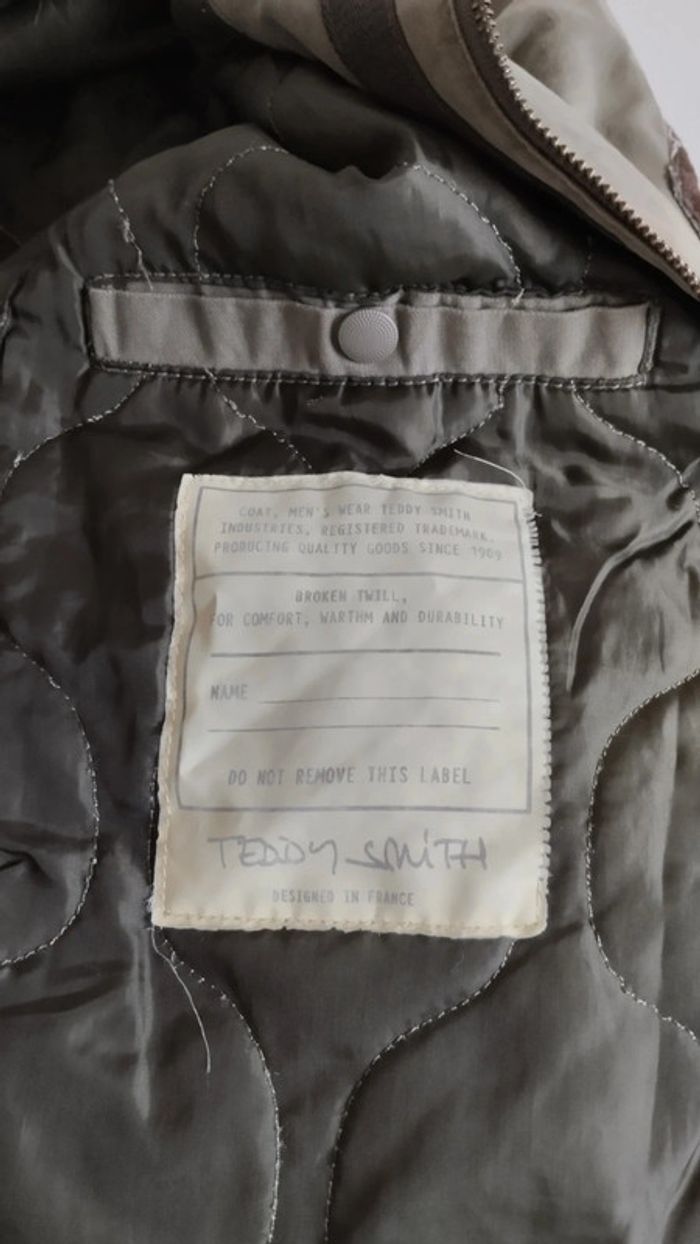 COAT, MEN'S WEAR TEDDY SMITH
INDUSTRIES, REGISTERED TRADEMARK.
PRODUCING QUALITY GOODS SINCE 1989
BROKEN TWILL,
FOR COMFORT, WARTHM AND DURABILITY
NAME
DO NOT REMOVE THIS LABEL
TEDDY SMITH
DESIGNED IN FRANCE